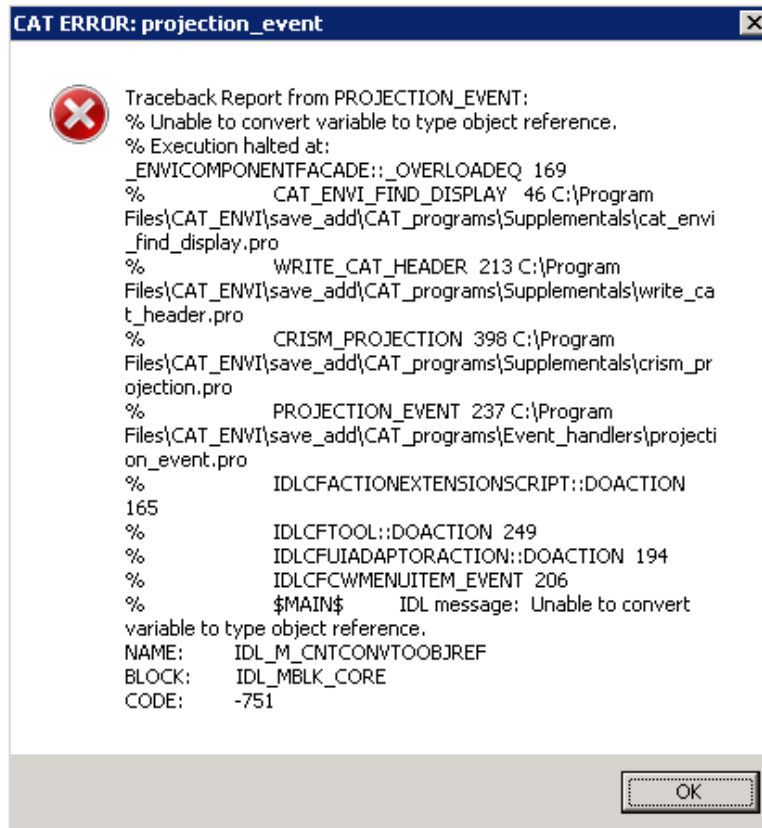 CAT ERROR: projection_event
Traceback Report from PROJECTION_EVENT:
% Unable to convert variable to type object reference.
% Execution halted at:
_ENVICOMPONENTFACADE::_OVERLOADEQ 169
% CAT_ENVI_FIND_DISPLAY 46 C:\Program
Files\CAT_ENVI\save_add\CAT_programs\Supplementals\cat_envi
_find_display.pro
% WRITE_CAT_HEADER 213 C:\Program
Files\CAT_ENVI\save_add\CAT_programs\Supplementals\write_ca
t_header.pro
% CRISM_PROJECTION 398 C:\Program
Files\CAT_ENVI\save_add\CAT_programs\Supplementals\crism_pr
ojection.pro
% PROJECTION_EVENT 237 C:\Program
Files\CAT_ENVI\save_add\CAT_programs\Event_handlers\projecti
on_event.pro
% IDLCFACTIONEXTENSIONSCRIPT::DOACTION
165
% IDLCFTOOL::DOACTION 249
% IDLCFUIADAPTORACTION::DOACTION 194
% IDLCFCWMENUITEM_EVENT 206
% $MAIN$ IDL message: Unable to convert
variable to type object reference.
NAME: IDL_M_CNTCONVTOOBJREF
BLOCK: IDL_MBLK_CORE
CODE: -751
OK